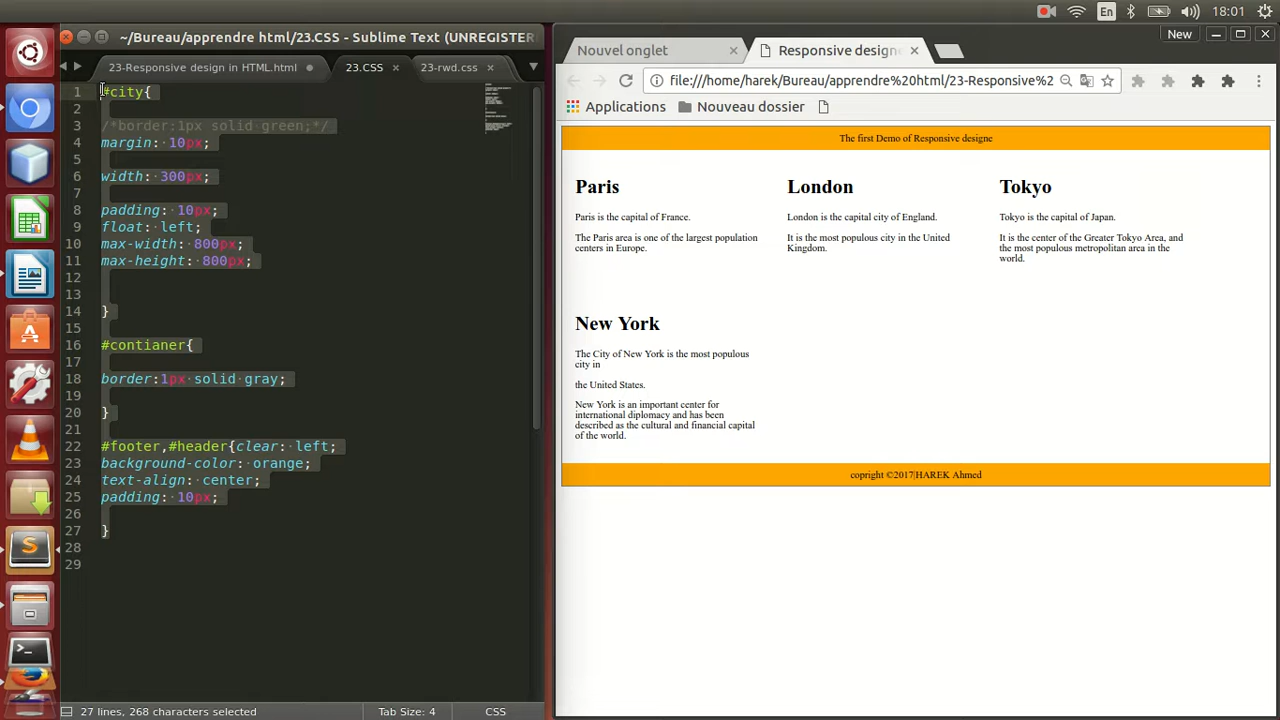 En
18:01
~/Bureau/apprendre html/23.CSS - Sublime Text (UNREGISTER
New
23-Responsive design in HTML.html
23.CSS
23-rwd.css
Nouvel onglet
Responsive designe
file:///home/harek/Bureau/apprendre%20html/23-Responsive%2
Applications
Nouveau dossier
1 #city{
2
3 /*border:1px solid green;*/
4 margin: 10px;
5
6 width: 300px;
7
8 padding: 10px;
9 float: left;
10 max-width: 800px;
11 max-height: 800px;
12
13
14 }
15
16 #contianer{
17
18 border:1px solid gray;
19
20 }
21
22 #footer,#header{clear: left;
23 background-color: orange;
24 text-align: center;
25 padding: 10px;
26
27 }
28
29
The first Demo of Responsive designe
Paris
Paris is the capital of France.
The Paris area is one of the largest population
centers in Europe.
London
London is the capital city of England.
It is the most populous city in the United
Kingdom.
Tokyo
Tokyo is the capital of Japan.
It is the center of the Greater Tokyo Area, and
the most populous metropolitan area in the
world.
New York
The City of New York is the most populous
city in
the United States.
New York is an important center for
international diplomacy and has been
described as the cultural and financial capital
of the world.
copright ©2017|HAREK Ahmed
27 lines, 268 characters selected
Tab Size: 4
CSS